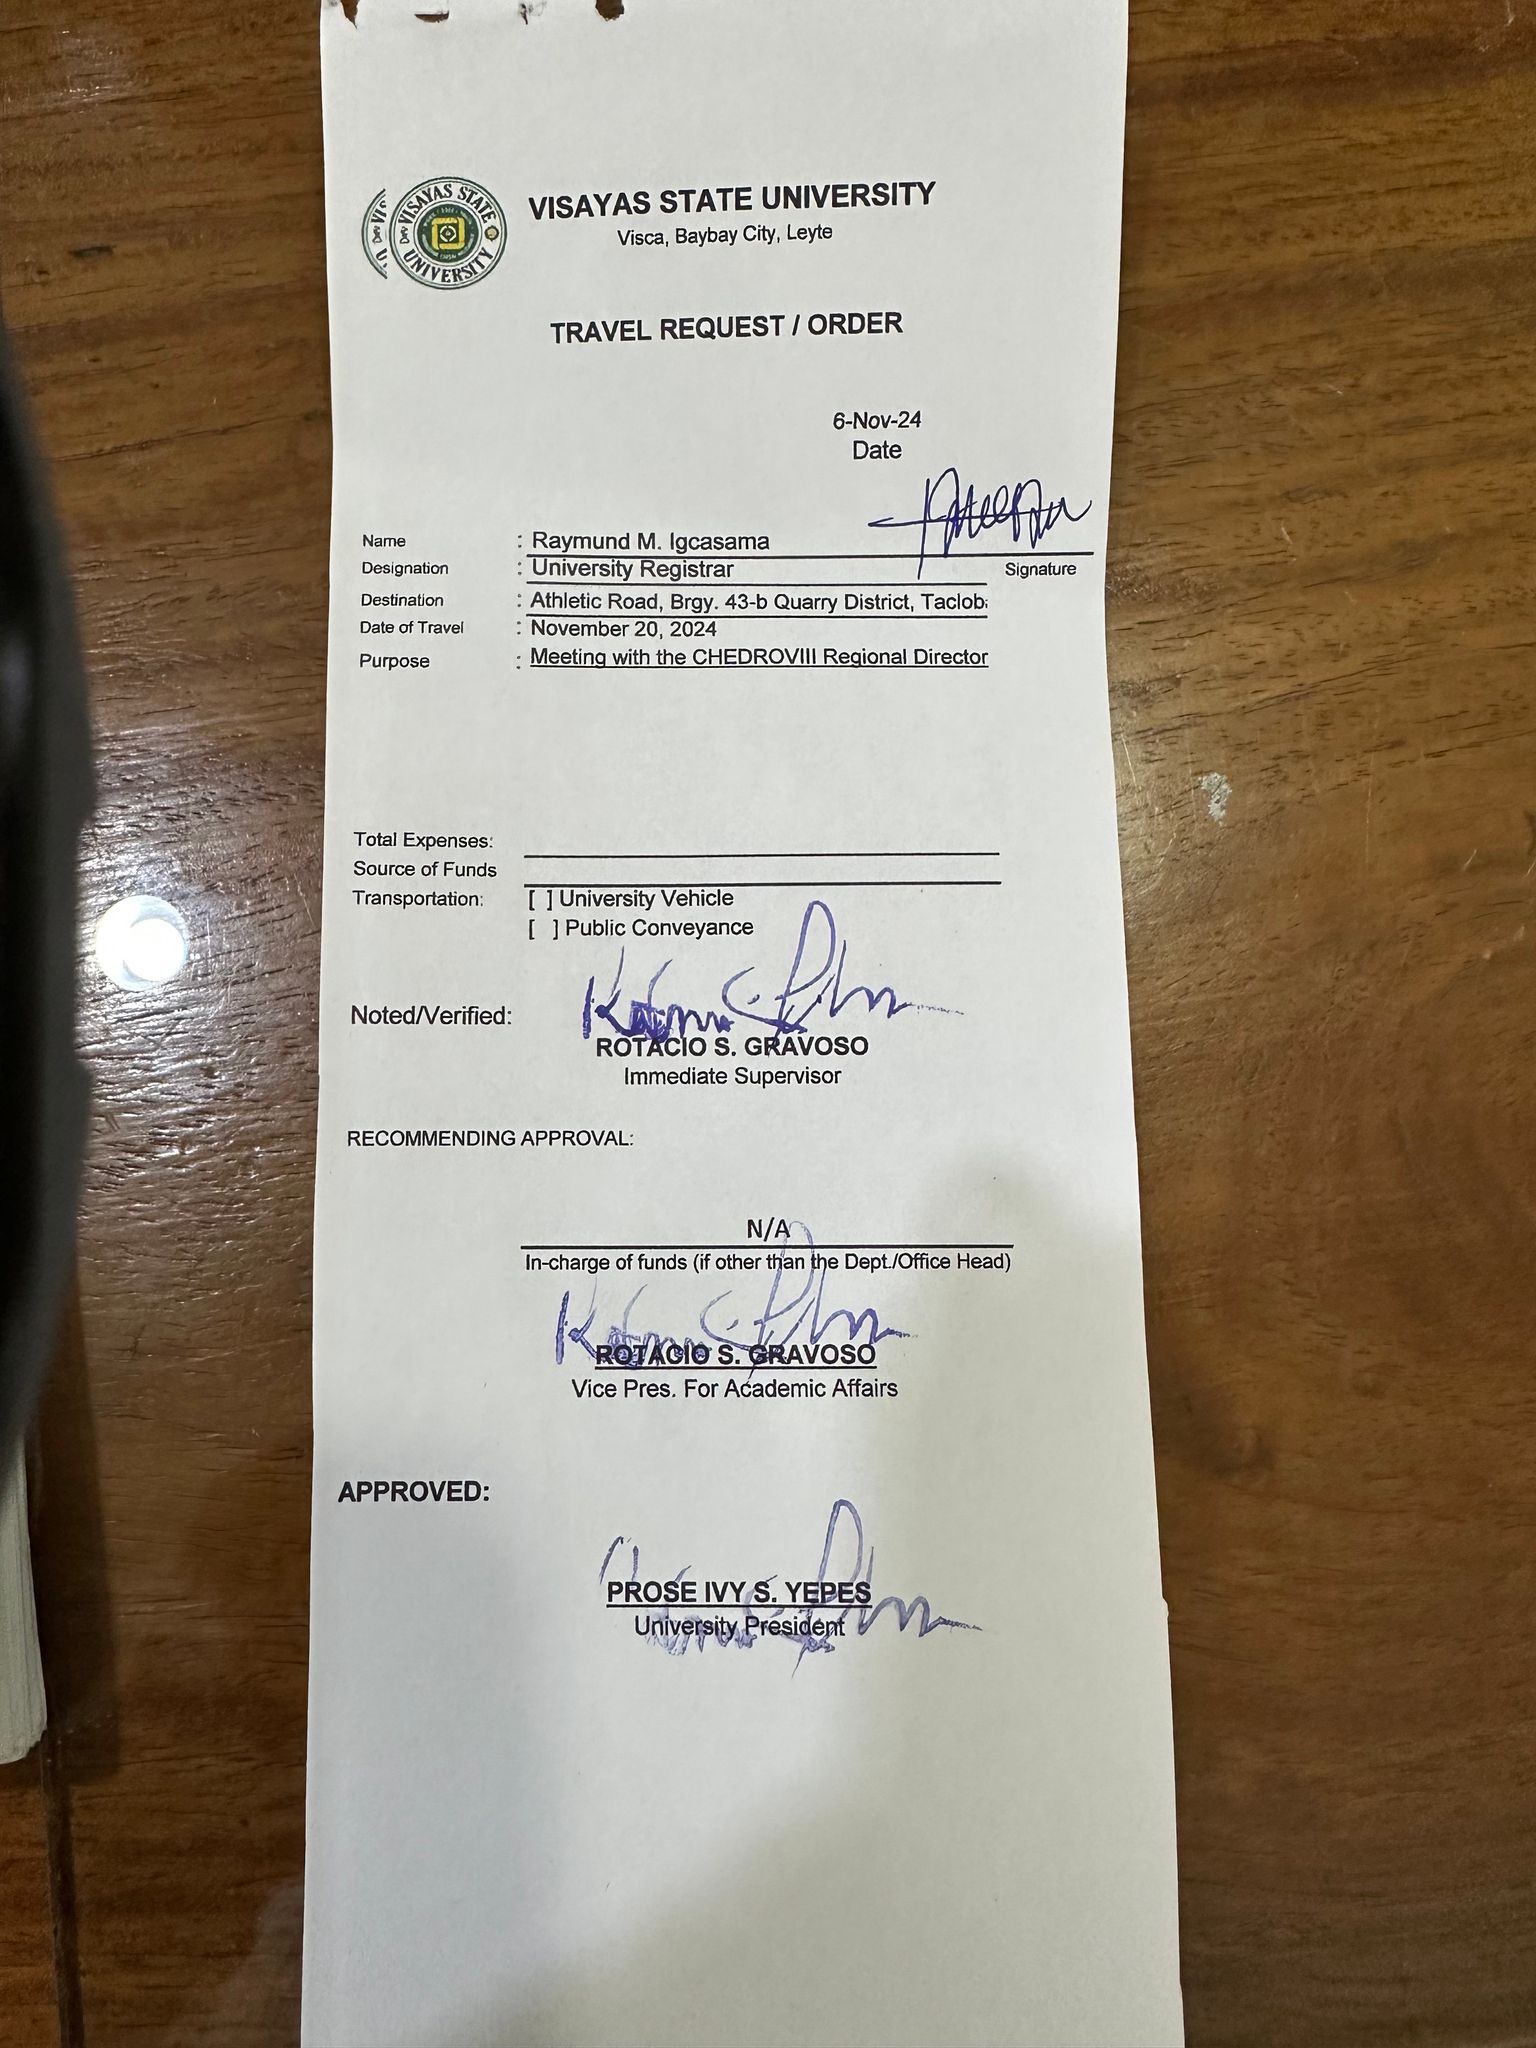 VISAYAS STATE UNIVERSITY
VISAYAS STATE UNIVERSITY
Visca, Baybay City, Leyte
TRAVEL REQUEST / ORDER
6-Nov-24
Date
Name : Raymund M. Igcasama
Designation : University Registrar Signature
Destination : Athletic Road, Brgy. 43-b Quarry District, Tacloba
Date of Travel : November 20, 2024
Purpose : Meeting with the CHEDROVIII Regional Director
Total Expenses:
Source of Funds
Transportation: [ ] University Vehicle
[ ] Public Conveyance
Noted/Verified:
ROTACIO S. GRAVOSO
Immediate Supervisor
RECOMMENDING APPROVAL:
N/A
In-charge of funds (if other than the Dept./Office Head)
ROTACIO S. GRAVOSO
Vice Pres. For Academic Affairs
APPROVED:
PROSE IVY S. YEPES
University President